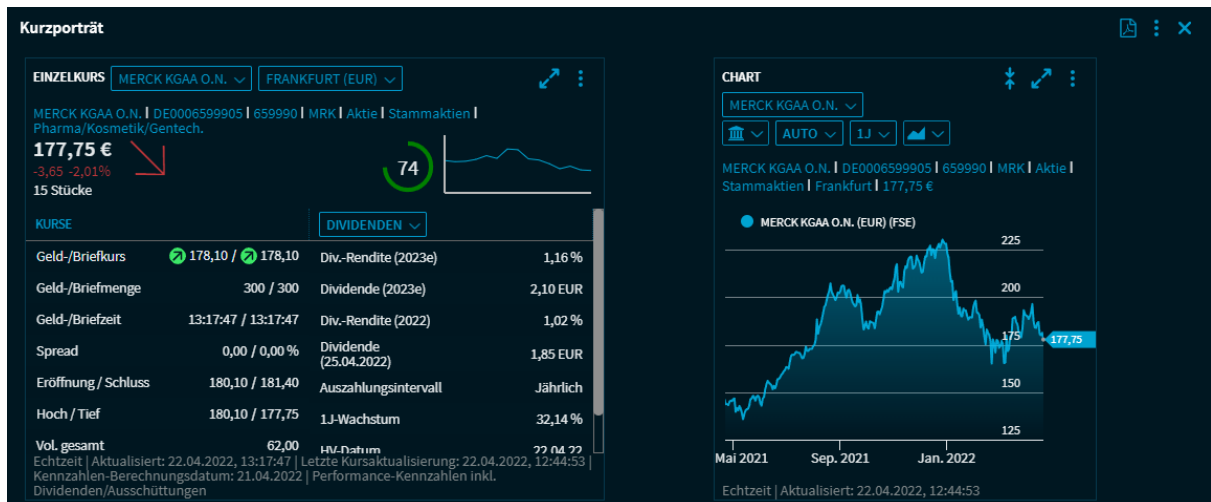 Kurzporträt
EINZELKURS MERCK KGAA O.N. FRANKFURT (EUR)
MERCK KGAA O.N. | DE0006599905 | 659990 | MRK | Aktie | Stammaktien |
Pharma/Kosmetik/Gentech.
177,75 €
-3,65 -2,01%
15 Stücke
74
KURSE DIVIDENDEN
Geld-/Briefkurs 178,10 / 178,10 Div.-Rendite (2023e) 1,16 %
Geld-/Briefmenge 300 / 300 Dividende (2023e) 2,10 EUR
Geld-/Briefzeit 13:17:47 / 13:17:47 Div.-Rendite (2022) 1,02 %
Spread 0,00 / 0,00 % Dividende
(25.04.2022) 1,85 EUR
Eröffnung / Schluss 180,10 / 181,40 Auszahlungsintervall Jährlich
Hoch / Tief 180,10 / 177,75 1J-Wachstum 32,14 %
Vol. gesamt 62,00 HV-Datum 22.04.22
Echtzeit | Aktualisiert: 22.04.2022, 13:17:47 | Letzte Kursaktualisierung: 22.04.2022, 12:44:53 |
Kennzahlen-Berechnungsdatum: 21.04.2022 | Performance-Kennzahlen inkl.
Dividenden/Ausschüttungen
CHART
MERCK KGAA O.N.
AUTO 1J
MERCK KGAA O.N. | DE0006599905 | 659990 | MRK | Aktie |
Stammaktien | Frankfurt | 177,75 €
MERCK KGAA O.N. (EUR) (FSE)
225
200
175 177,75
150
125
Mai 2021 Sep. 2021 Jan. 2022
Echtzeit | Aktualisiert: 22.04.2022, 12:44:53